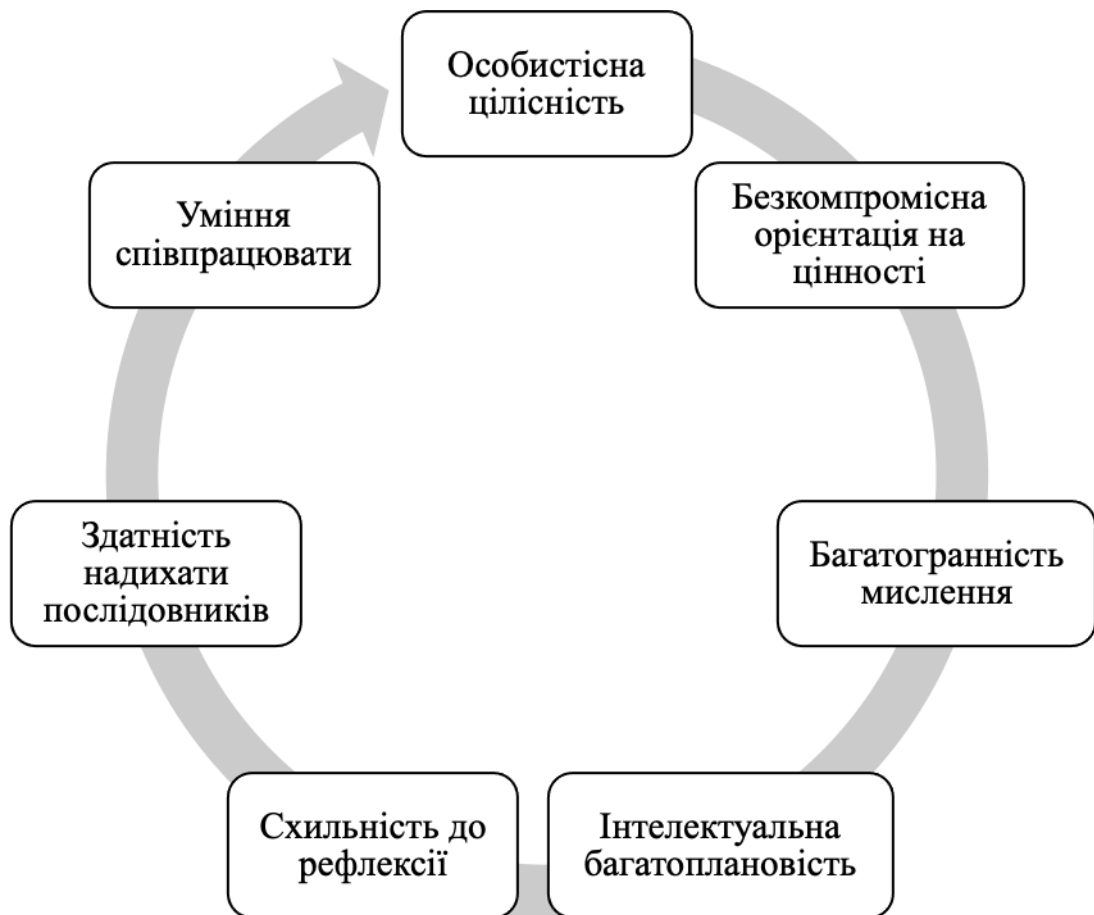 Особистісна
цілісність
Безкомпромісна
орієнтація на
цінності
Багатогранність
мислення
Інтелектуальна
багатоплановість
Схильність до
рефлексії
Здатність
надихати
послідовників
Уміння
співпрацювати